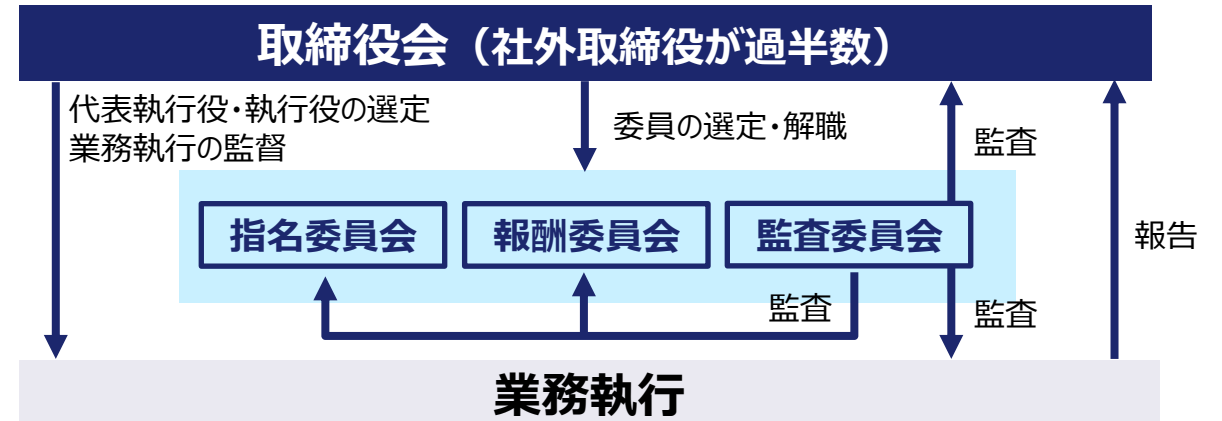 取締役会（社外取締役が過半数）
代表執行役・執行役の選定
業務執行の監督
委員の選定・解職
監査
指名委員会
報酬委員会
監査委員会
報告
監査
監査
業務執行